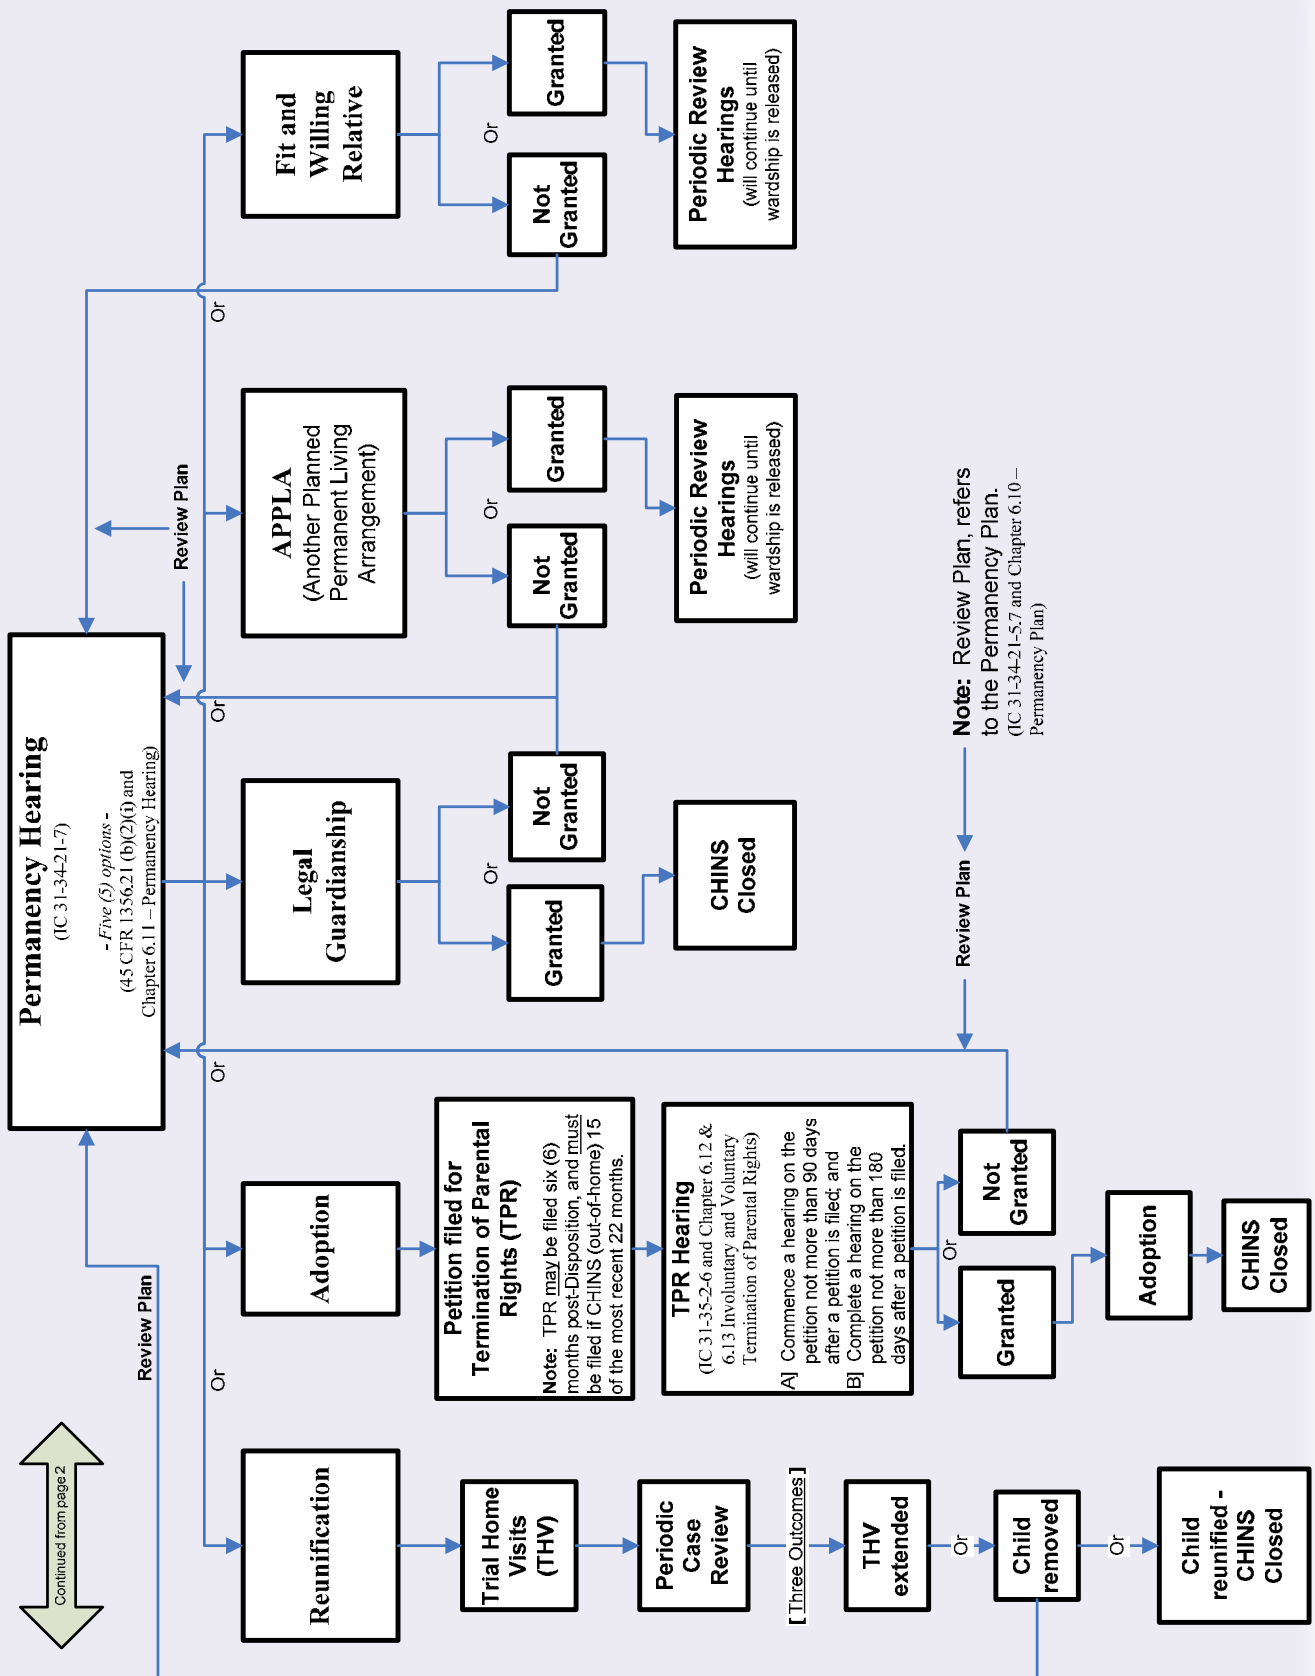 Continued from page 2
Permanency Hearing
(IC 31-34-21-7)
- Five (5) options -
(45 CFR 1356.21 (b)(2)(i) and
Chapter 6.11 – Permanency Hearing)
Review Plan
Review Plan
Or
Or
Or
Or
Reunification
Trial Home
Visits
(THV)
Periodic
Case
Review
[ Three Outcomes ]
THV
extended
Or
Child
removed
Or
Child
reunified -
CHINS
Closed
Adoption
Petition filed for
Termination of Parental
Rights (TPR)
Note: TPR may be filed six (6)
months post-Disposition, and must
be filed if CHINS (out-of-home) 15
of the most recent 22 months.
TPR Hearing
(IC 31-35-2-6 and Chapter 6.12 &
6.13 Involuntary and Voluntary
Termination of Parental Rights)
A] Commence a hearing on the
petition not more than 90 days
after a petition is filed; and
B] Complete a hearing on the
petition not more than 180
days after a petition is filed.
Granted
Or
Not
Granted
Adoption
CHINS
Closed
Legal
Guardianship
Granted
Or
Not
Granted
CHINS
Closed
APPLA
(Another Planned
Permanent Living
Arrangement)
Not
Granted
Or
Granted
Periodic Review
Hearings
(will continue until
wardship is released)
Fit and
Willing
Relative
Not
Granted
Or
Granted
Periodic Review
Hearings
(will continue until
wardship is released)
Review Plan
Note: Review Plan, refers
to the Permanency Plan.
(IC 31-34-21-5.7 and Chapter 6.10 –
Permanency Plan)